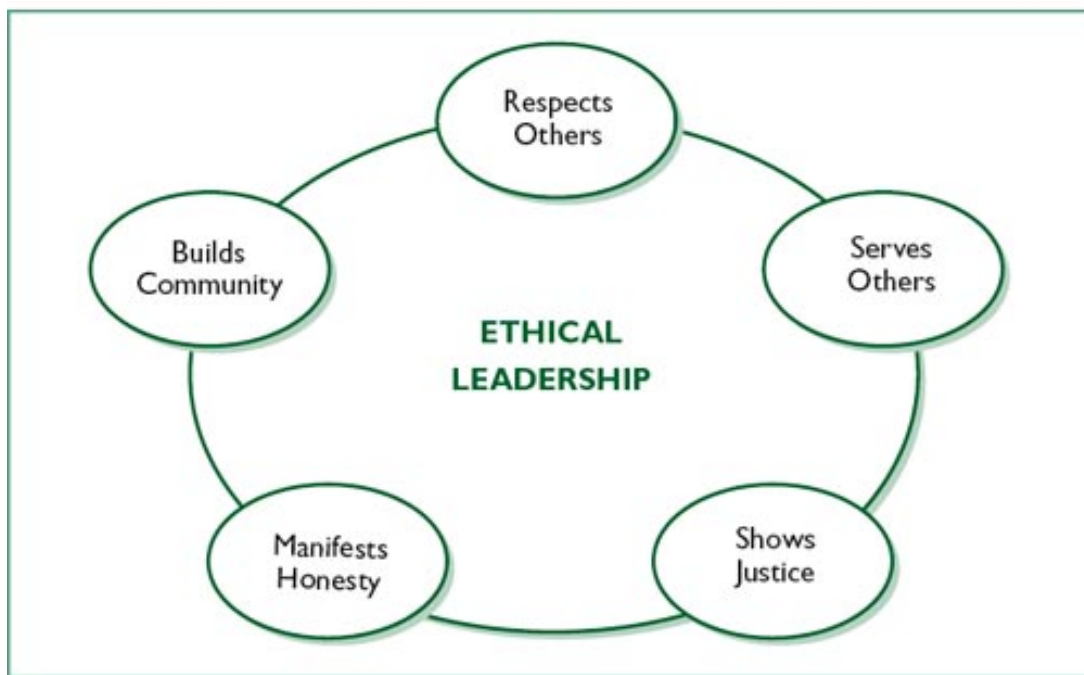 Respects
Others
Serves
Others
Shows
Justice
Manifests
Honesty
Builds
Community
ETHICAL
LEADERSHIP